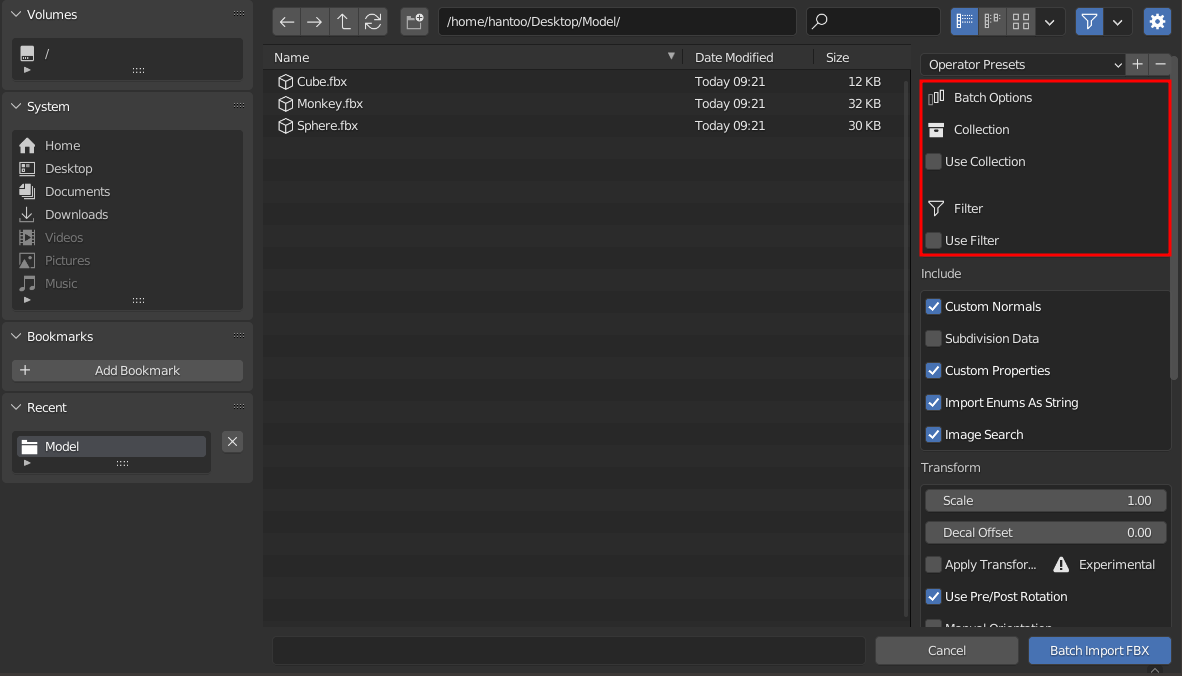 Volumes
/
System
Home
Desktop
Documents
Downloads
Videos
Pictures
Music
Bookmarks
Add Bookmark
Recent
Model
/home/hantoo/Desktop/Model/
Name Date Modified Size
Cube.fbx Today 09:21 12 KB
Monkey.fbx Today 09:21 32 KB
Sphere.fbx Today 09:21 30 KB
Operator Presets
Batch Options
Collection
Use Collection
Filter
Use Filter
Include
Custom Normals
Subdivision Data
Custom Properties
Import Enums As String
Image Search
Transform
Scale 1.00
Decal Offset 0.00
Apply Transfor... Experimental
Use Pre/Post Rotation
Manual Orientation
Cancel Batch Import FBX